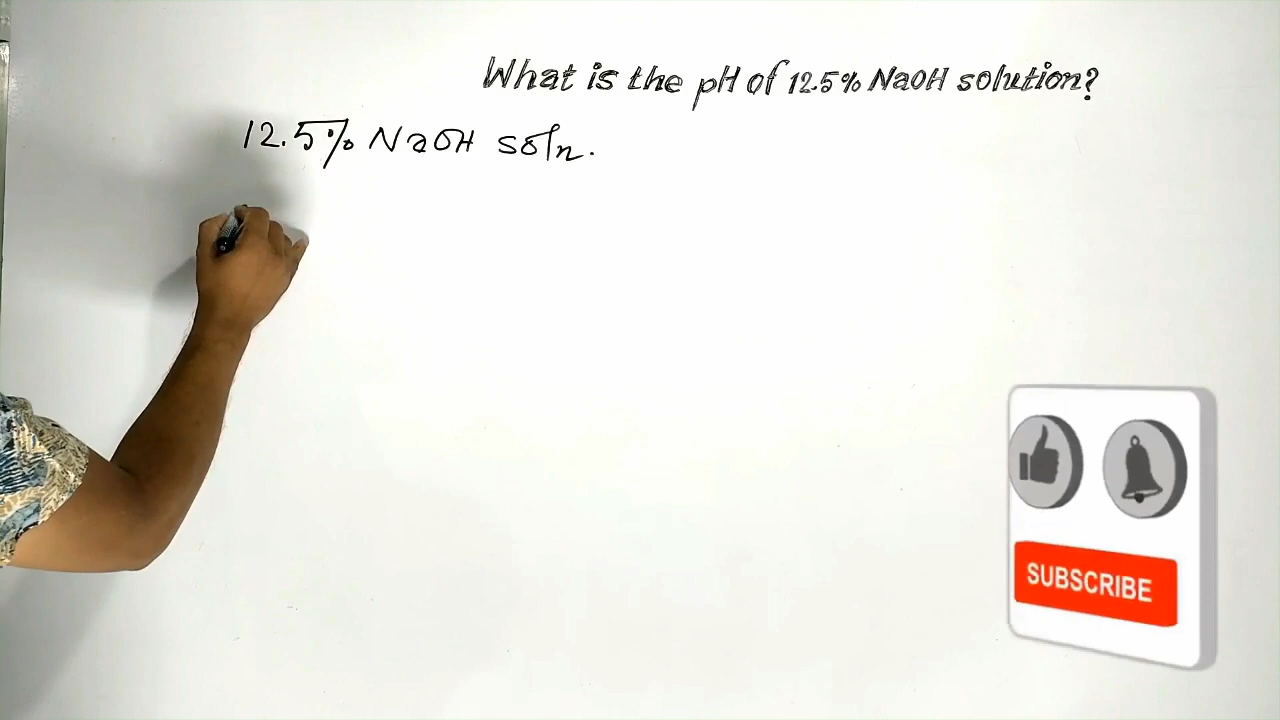 What is the pH of 12.5% NaOH solution?
12.5% NaOH soln.
SUBSCRIBE